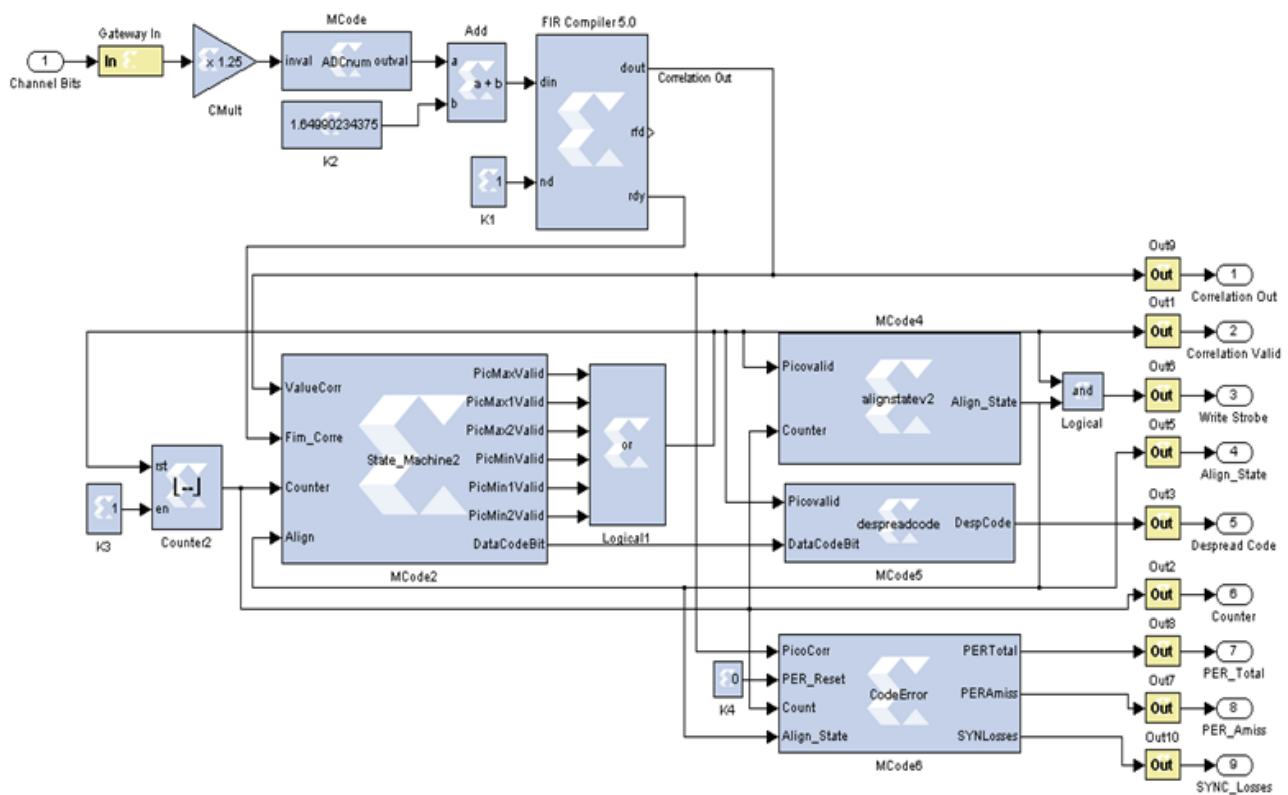 MCode
FIR Compiler 5.0
Gateway In
Add
1
In
x 1.25
inval
ADCnum
outval
a
a + b
b
din
dout
Correlation Out
Channel Bits
CMult
1.64990234375
K2
rfd
1
nd
K1
rdy
Out9
Out
1
Correlation Out
Out1
MCode4
Out
2
Correlation Valid
PicMaxValid
Picovalid
Out6
ValueCorr
PicMax1Valid
alignstatev2
Align_State
and
Out
3
Fim_Corre
PicMax2Valid
Counter
Logical
Write Strobe
State_Machine2
or
Out5
rst
PicMinValid
Out
4
[--]
Counter
PicMin1Valid
Picovalid
Align_State
1
en
PicMin2Valid
despreadcode
DespCode
Out3
K3
Counter2
Align
DataCodeBit
Logical1
DataCodeBit
Out
5
MCode2
MCode5
Despread Code
Out2
Out
6
Counter
Out8
PicoCorr
PERTotal
Out
7
0
PER_Reset
CodeError
PERAmiss
PER_Total
K4
Count
Out7
Align_State
SYNLosses
Out
8
MCode6
PER_Amiss
Out10
Out
9
SYNC_Losses